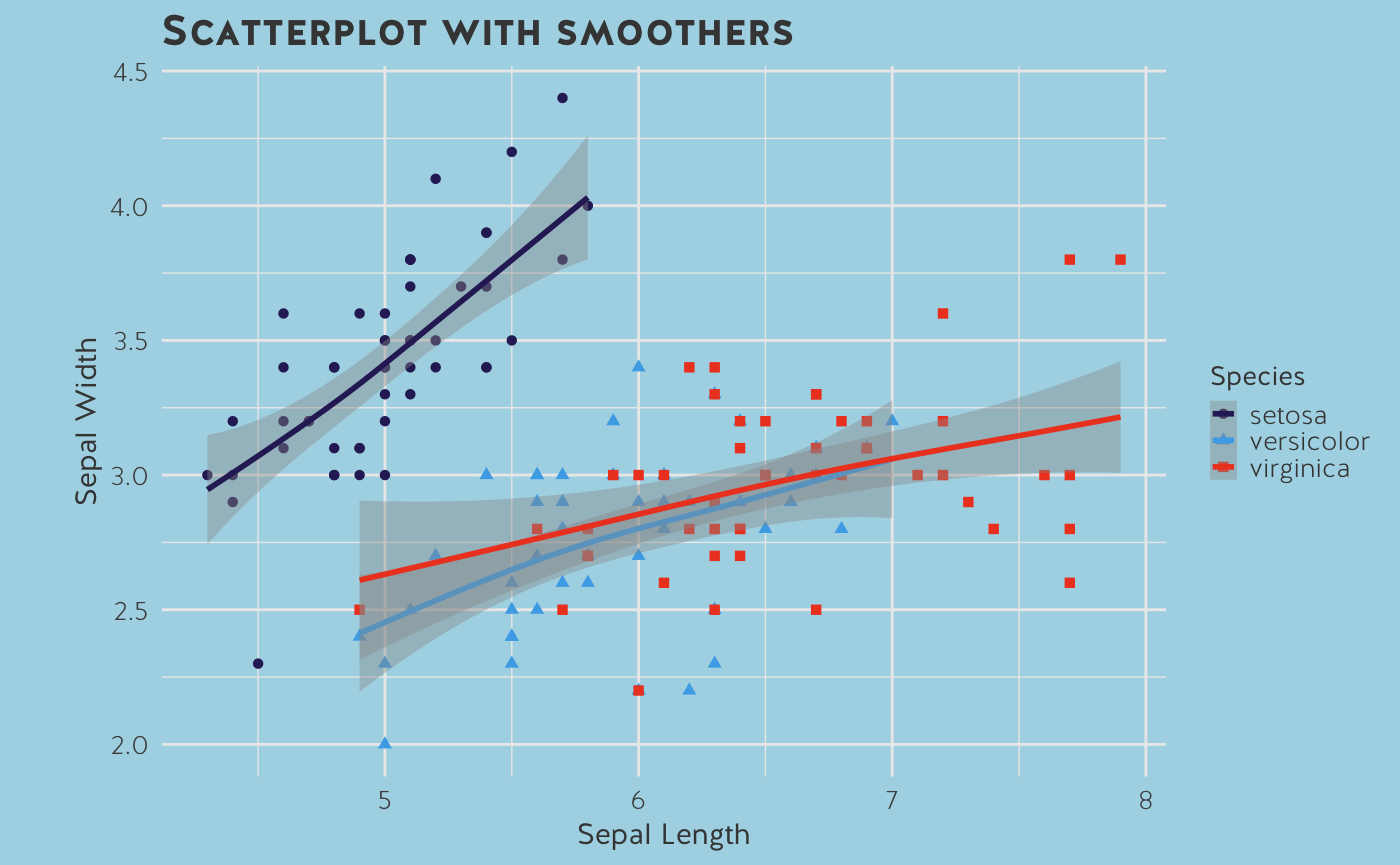 Scatterplot with smoothers
4.5
4.0
3.5
3.0
2.5
2.0
Sepal Width
5 6 7 8
Sepal Length
Species
setosa
versicolor
virginica